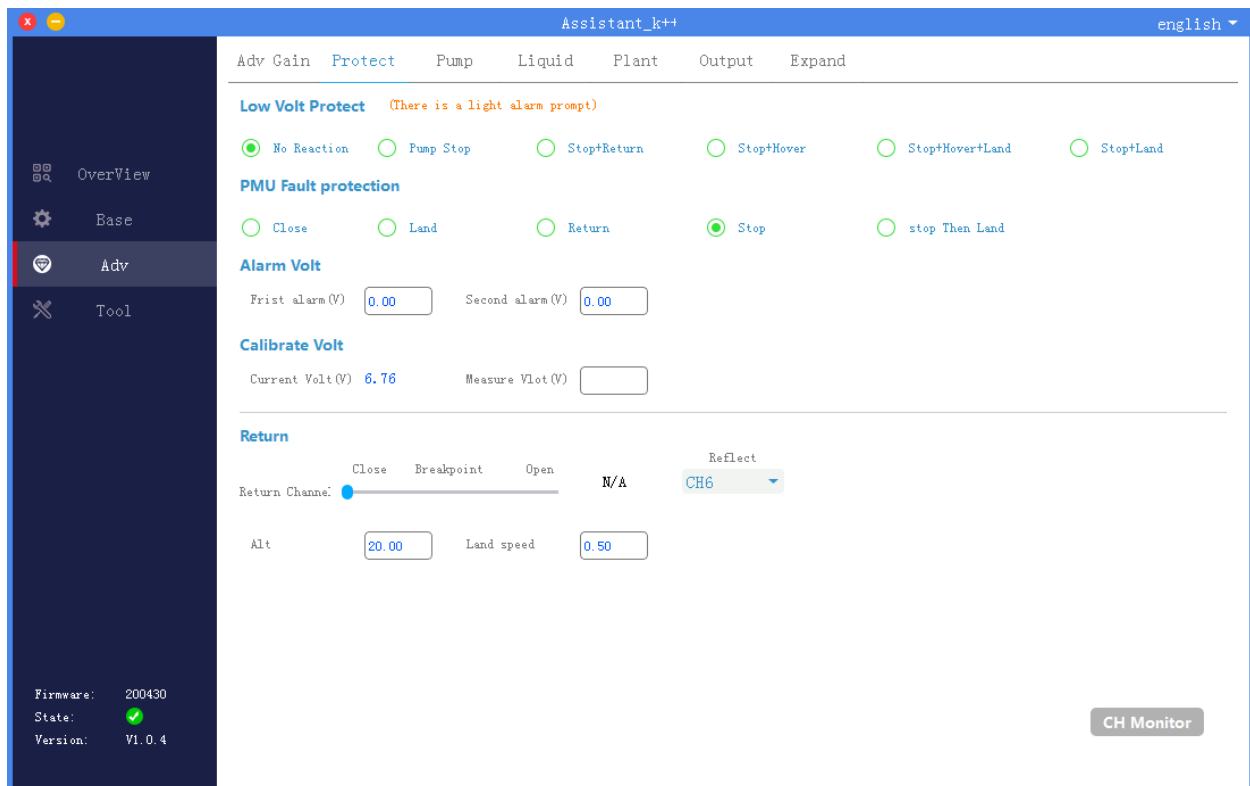 Assistant_k++
english
Adv Gain Protect Pump Liquid Plant Output Expand
Low Volt Protect (There is a light alarm prompt)
No Reaction Pump Stop Stop+Return Stop+Hover Stop+Hover+Land Stop+Land
PMU Fault protection
Close Land Return Stop stop Then Land
Alarm Volt
Frist alarm(V) 0.00 Second alarm(V) 0.00
Calibrate Volt
Current Volt(V) 6.76 Measure Vlot(V)
Return
Close Breakpoint Open
Return Channel N/A
Reflect
CH6
Alt 20.00 Land speed 0.50
CH Monitor
OverView
Base
Adv
Tool
Firmware: 200430
State:
Version: V1.0.4